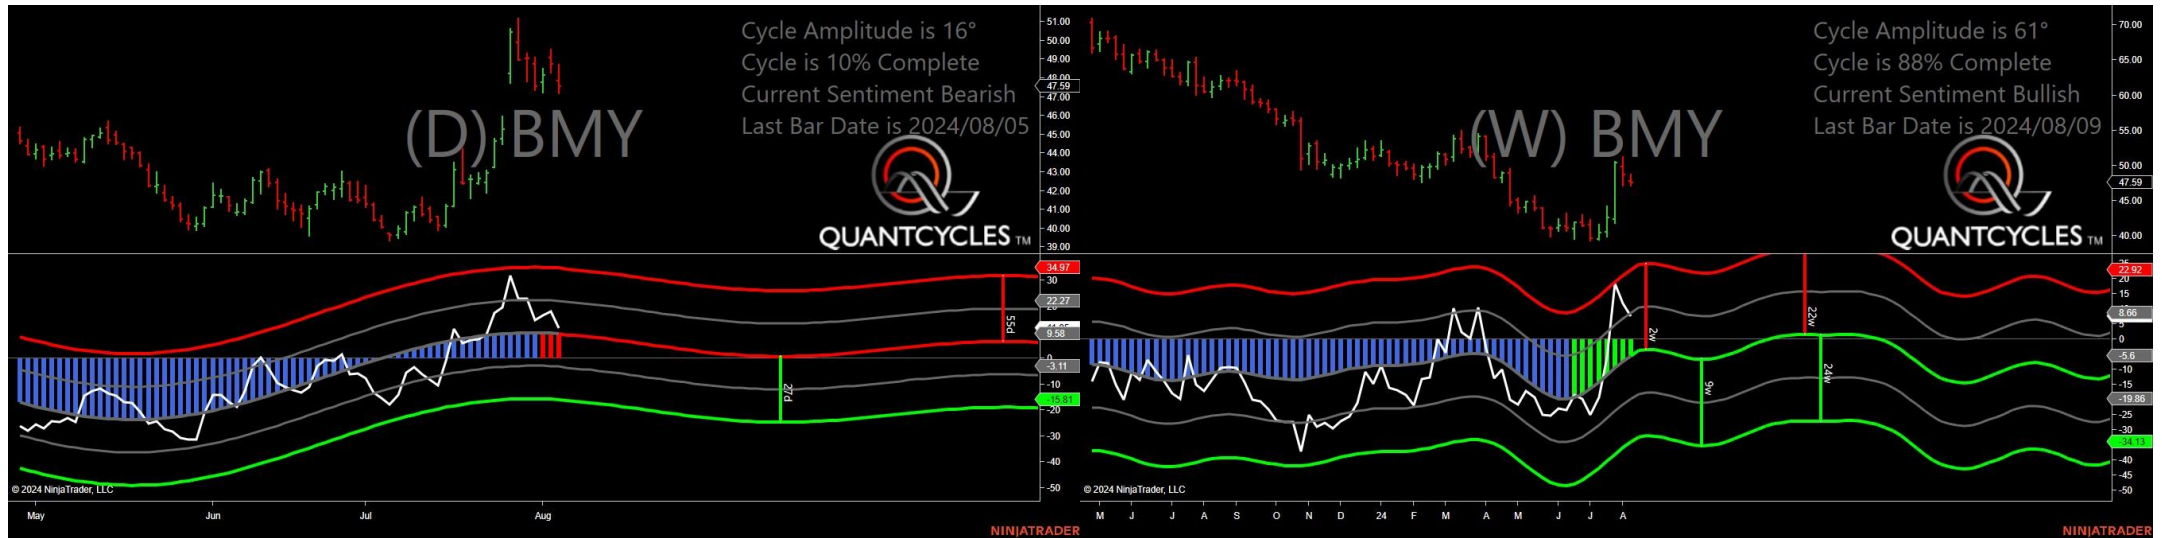 Cycle Amplitude is 16°
Cycle is 10% Complete
Current Sentiment Bearish
Last Bar Date is 2024/08/05
(D) BMY
QUANTCYCLES TM
51.00
50.00
49.00
48.00
47.59
47.00
46.00
45.00
44.00
43.00
42.00
41.00
40.00
39.00
34.97
30
22.27
9.58
0
-3.11
-10
-15.81
-20
-30
-40
-50
55d
27d
© 2024 NinjaTrader, LLC
May Jun Jul Aug
NINJATRADER
Cycle Amplitude is 61°
Cycle is 88% Complete
Current Sentiment Bullish
Last Bar Date is 2024/08/09
(W) BMY
QUANTCYCLES TM
70.00
65.00
60.00
55.00
50.00
47.59
45.00
40.00
22.92
20
15
8.66
5
0
-5.6
-10
-15
-19.86
-25
-30
-34.13
-40
-45
-50
2w
9w
22w
24w
© 2024 NinjaTrader, LLC
M J J A S O N D 24 F M A M J J A
NINJATRADER